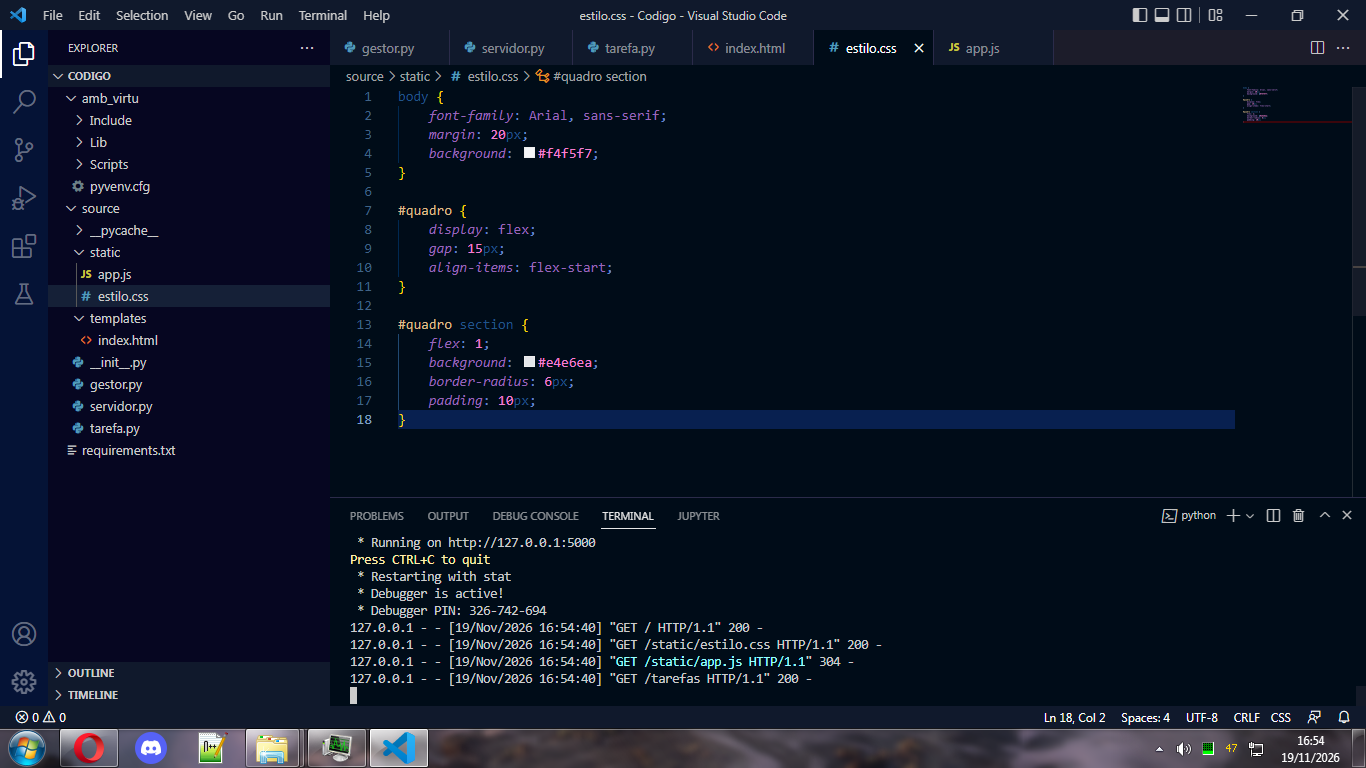 File Edit Selection View Go Run Terminal Help estilo.css - Codigo - Visual Studio Code
EXPLORER
CODIGO
amb_virtu
Include
Lib
Scripts
pyvenv.cfg
source
__pycache__
static
JS app.js
# estilo.css
templates
<> index.html
__init__.py
gestor.py
servidor.py
tarefa.py
requirements.txt
OUTLINE
TIMELINE
gestor.py servidor.py tarefa.py <> index.html # estilo.css JS app.js
source > static > # estilo.css > #quadro section
1 body {
2 font-family: Arial, sans-serif;
3 margin: 20px;
4 background: #f4f5f7;
5 }
6
7 #quadro {
8 display: flex;
9 gap: 15px;
10 align-items: flex-start;
11 }
12
13 #quadro section {
14 flex: 1;
15 background: #e4e6ea;
16 border-radius: 6px;
17 padding: 10px;
18 }
PROBLEMS OUTPUT DEBUG CONSOLE TERMINAL JUPYTER python
* Running on http://127.0.0.1:5000
Press CTRL+C to quit
* Restarting with stat
* Debugger is active!
* Debugger PIN: 326-742-694
127.0.0.1 - - [19/Nov/2026 16:54:40] "GET / HTTP/1.1" 200 -
127.0.0.1 - - [19/Nov/2026 16:54:40] "GET /static/estilo.css HTTP/1.1" 200 -
127.0.0.1 - - [19/Nov/2026 16:54:40] "GET /static/app.js HTTP/1.1" 304 -
127.0.0.1 - - [19/Nov/2026 16:54:40] "GET /tarefas HTTP/1.1" 200 -
0 0 Ln 18, Col 2 Spaces: 4 UTF-8 CRLF CSS
47 16:54
19/11/2026